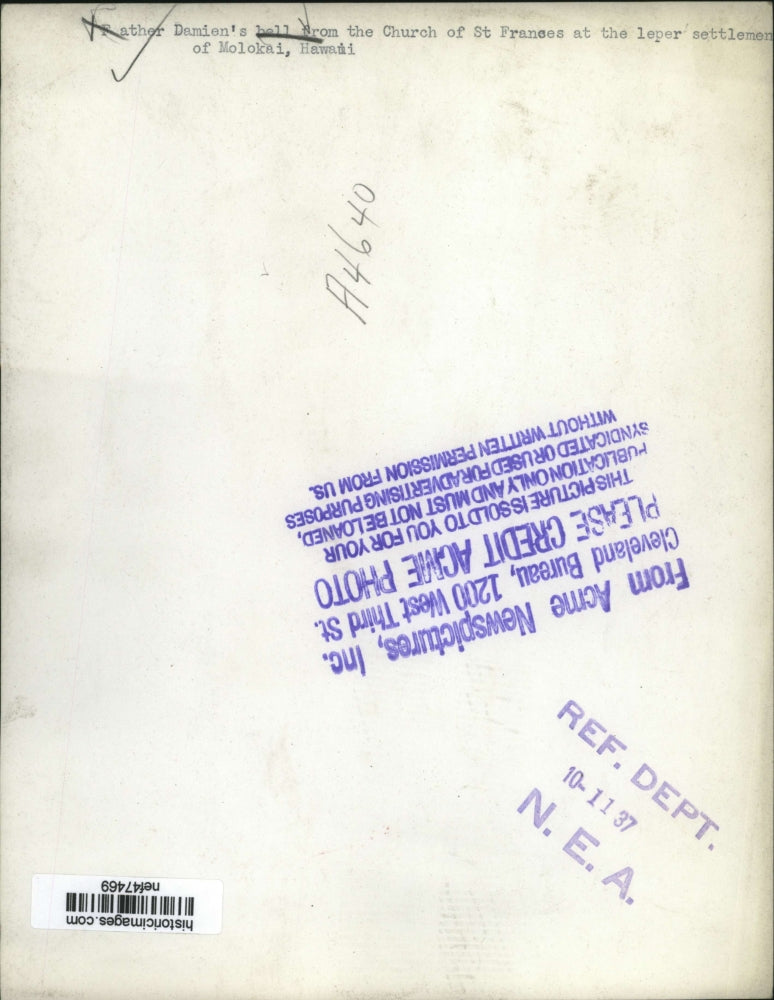 Father Damien's bell from the Church of St Franses at the leper settlemen
of Molokai, Hawaii
A4640
From Acme Newspictures, Inc.
Cleveland Bureau, 1200 West Third St.
PLEASE CREDIT ACME PHOTO
THIS PICTURE IS SOLD TO YOU FOR YOUR
PUBLICATION ONLY AND MUST NOT BE LOANED,
SYNDICATED OR USED FOR ADVERTISING PURPOSES
WITHOUT WRITTEN PERMISSION FROM US.
REF. DEPT.
10-11 37
N. E. A.
historicimages.com
nef47469